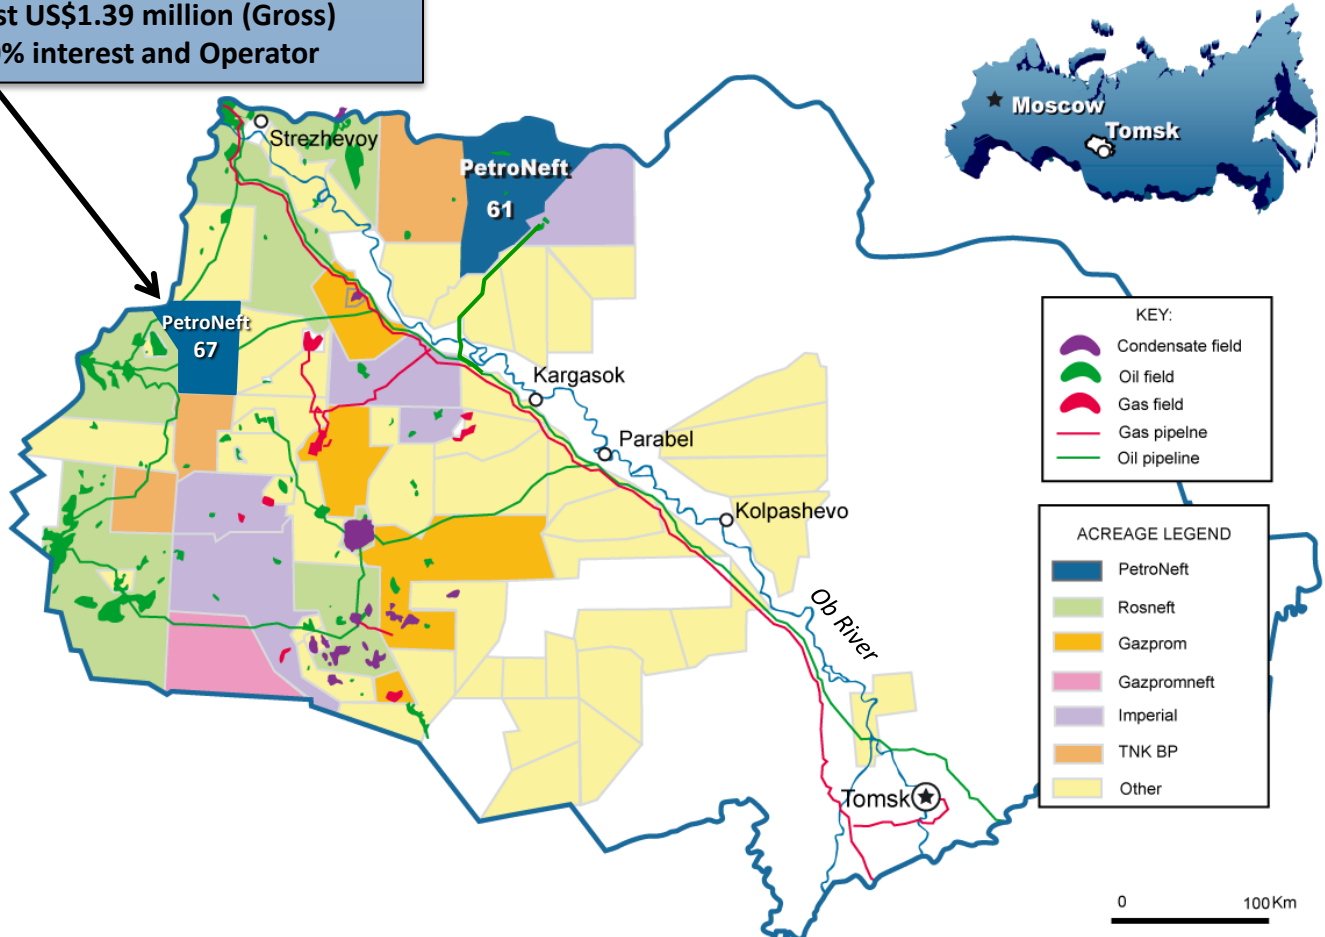 US$1.39 million (Gross)
interest and Operator
Moscow
Tomsk
Strezhevoy
PetroNeft
61
PetroNeft
67
Kargasok
Parabel
Kolpashevo
Ob River
Tomsk
KEY:
Condensate field
Oil field
Gas field
Gas pipelne
Oil pipeline
ACREAGE LEGEND
PetroNeft
Rosneft
Gazprom
Gazpromneft
Imperial
TNK BP
Other
0 100 Km